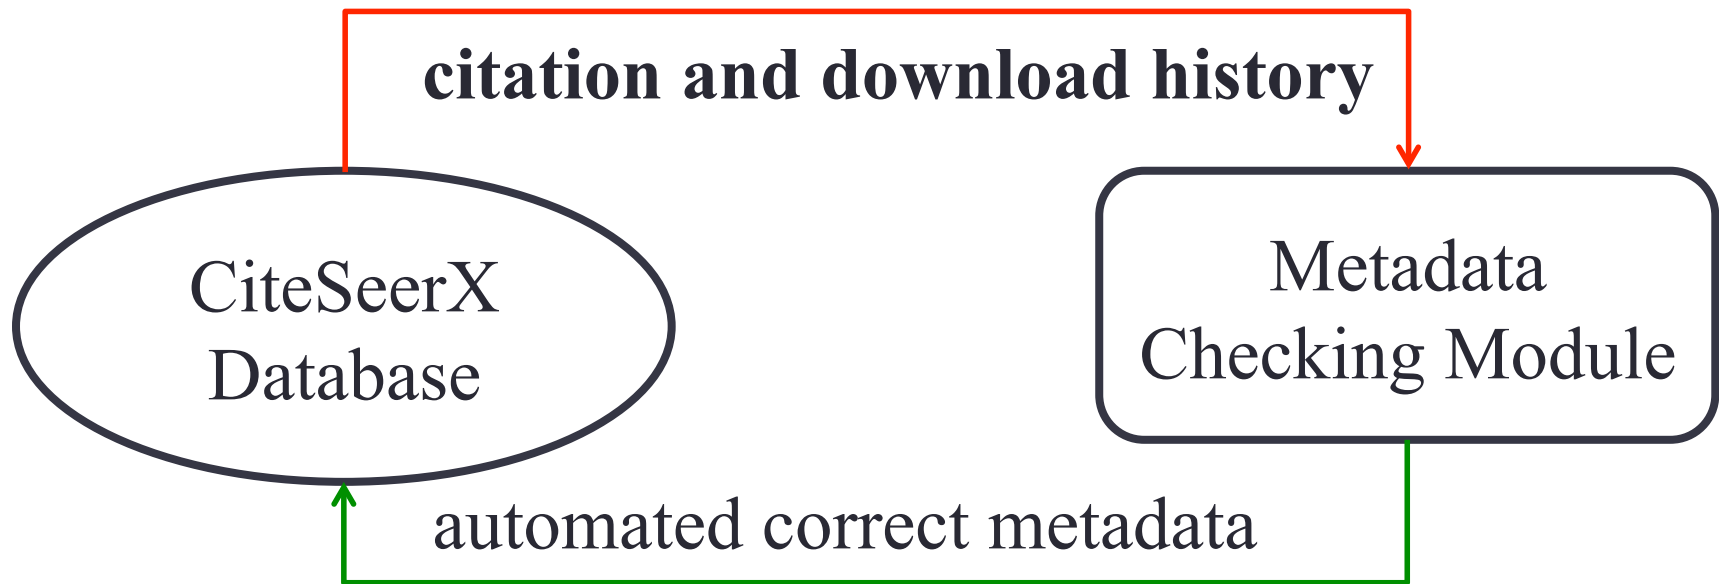 citation and download history
CiteSeerX
Database
Metadata
Checking Module
automated correct metadata